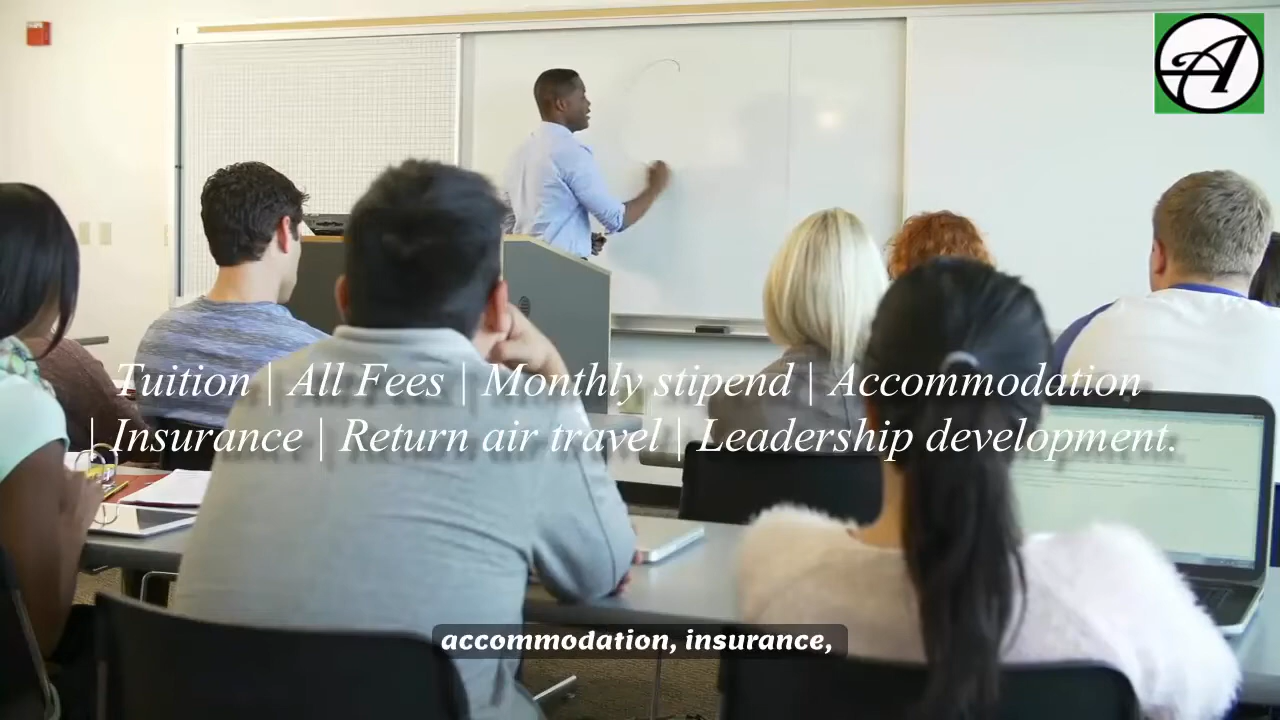 A
Tuition | All Fees | Monthly stipend | Accommodation
| Insurance | Return air travel | Leadership development.
accommodation, insurance,